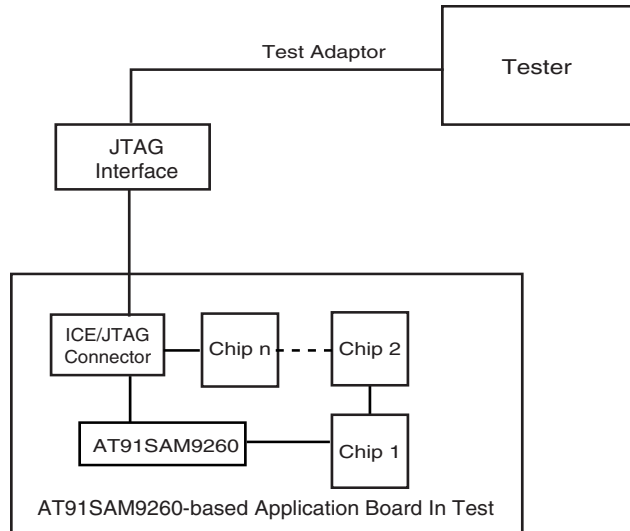 Test Adaptor
Tester
JTAG
Interface
ICE/JTAG
Connector
Chip n
Chip 2
AT91SAM9260
Chip 1
AT91SAM9260-based Application Board In Test